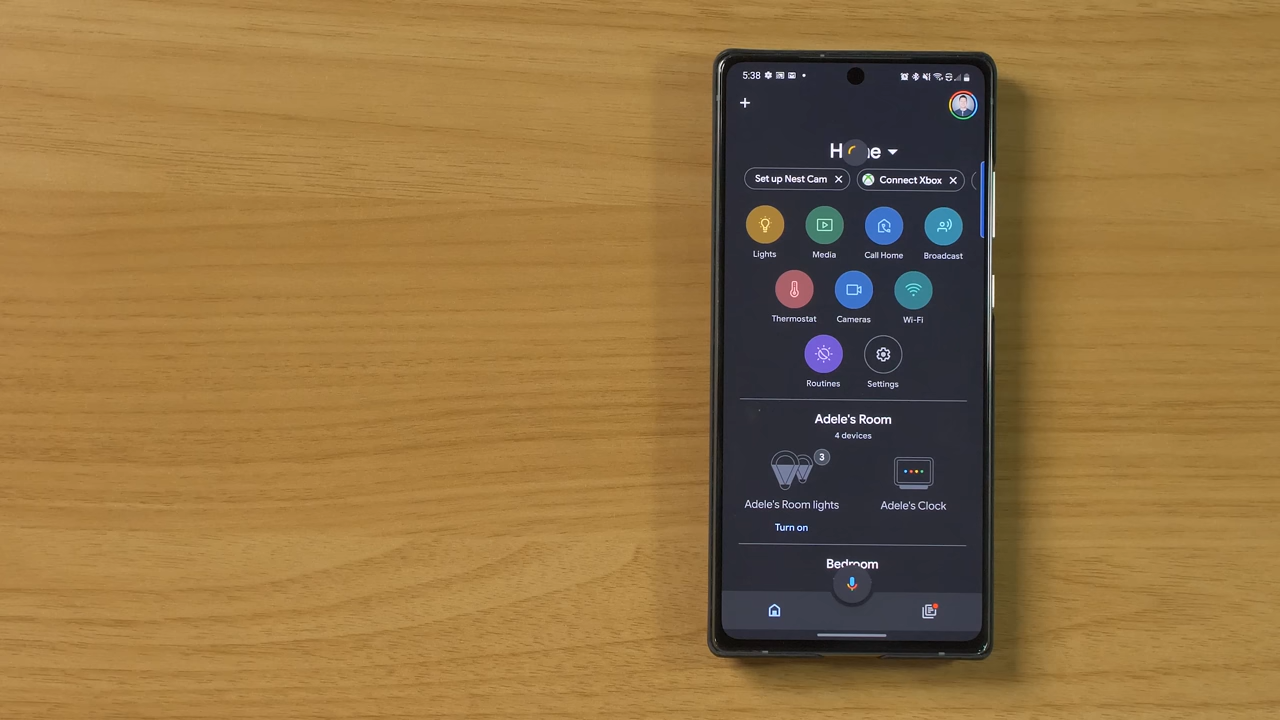 5:38
Home
Set up Nest Cam
Connect Xbox
Lights
Media
Call Home
Broadcast
Thermostat
Cameras
Wi-Fi
Routines
Settings
Adele's Room
4 devices
3
Adele's Room lights
Adele's Clock
Turn on
Bedroom